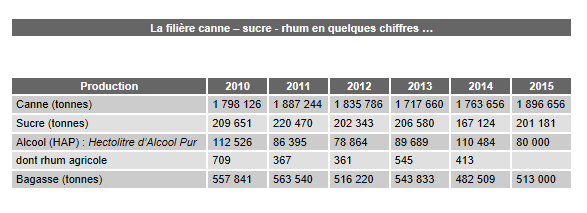 La filière canne – sucre - rhum en quelques chiffres …
Production 2010 2011 2012 2013 2014 2015
Canne (tonnes) 1 798 126 1 887 244 1 835 786 1 717 660 1 763 656 1 896 656
Sucre (tonnes) 209 651 220 470 202 343 206 580 167 124 201 181
Alcool (HAP) : Hectolitre d'Alcool Pur 112 526 86 395 78 864 89 689 110 484 80 000
dont rhum agricole 709 367 361 545 413
Bagasse (tonnes) 557 841 563 540 516 220 543 833 482 509 513 000